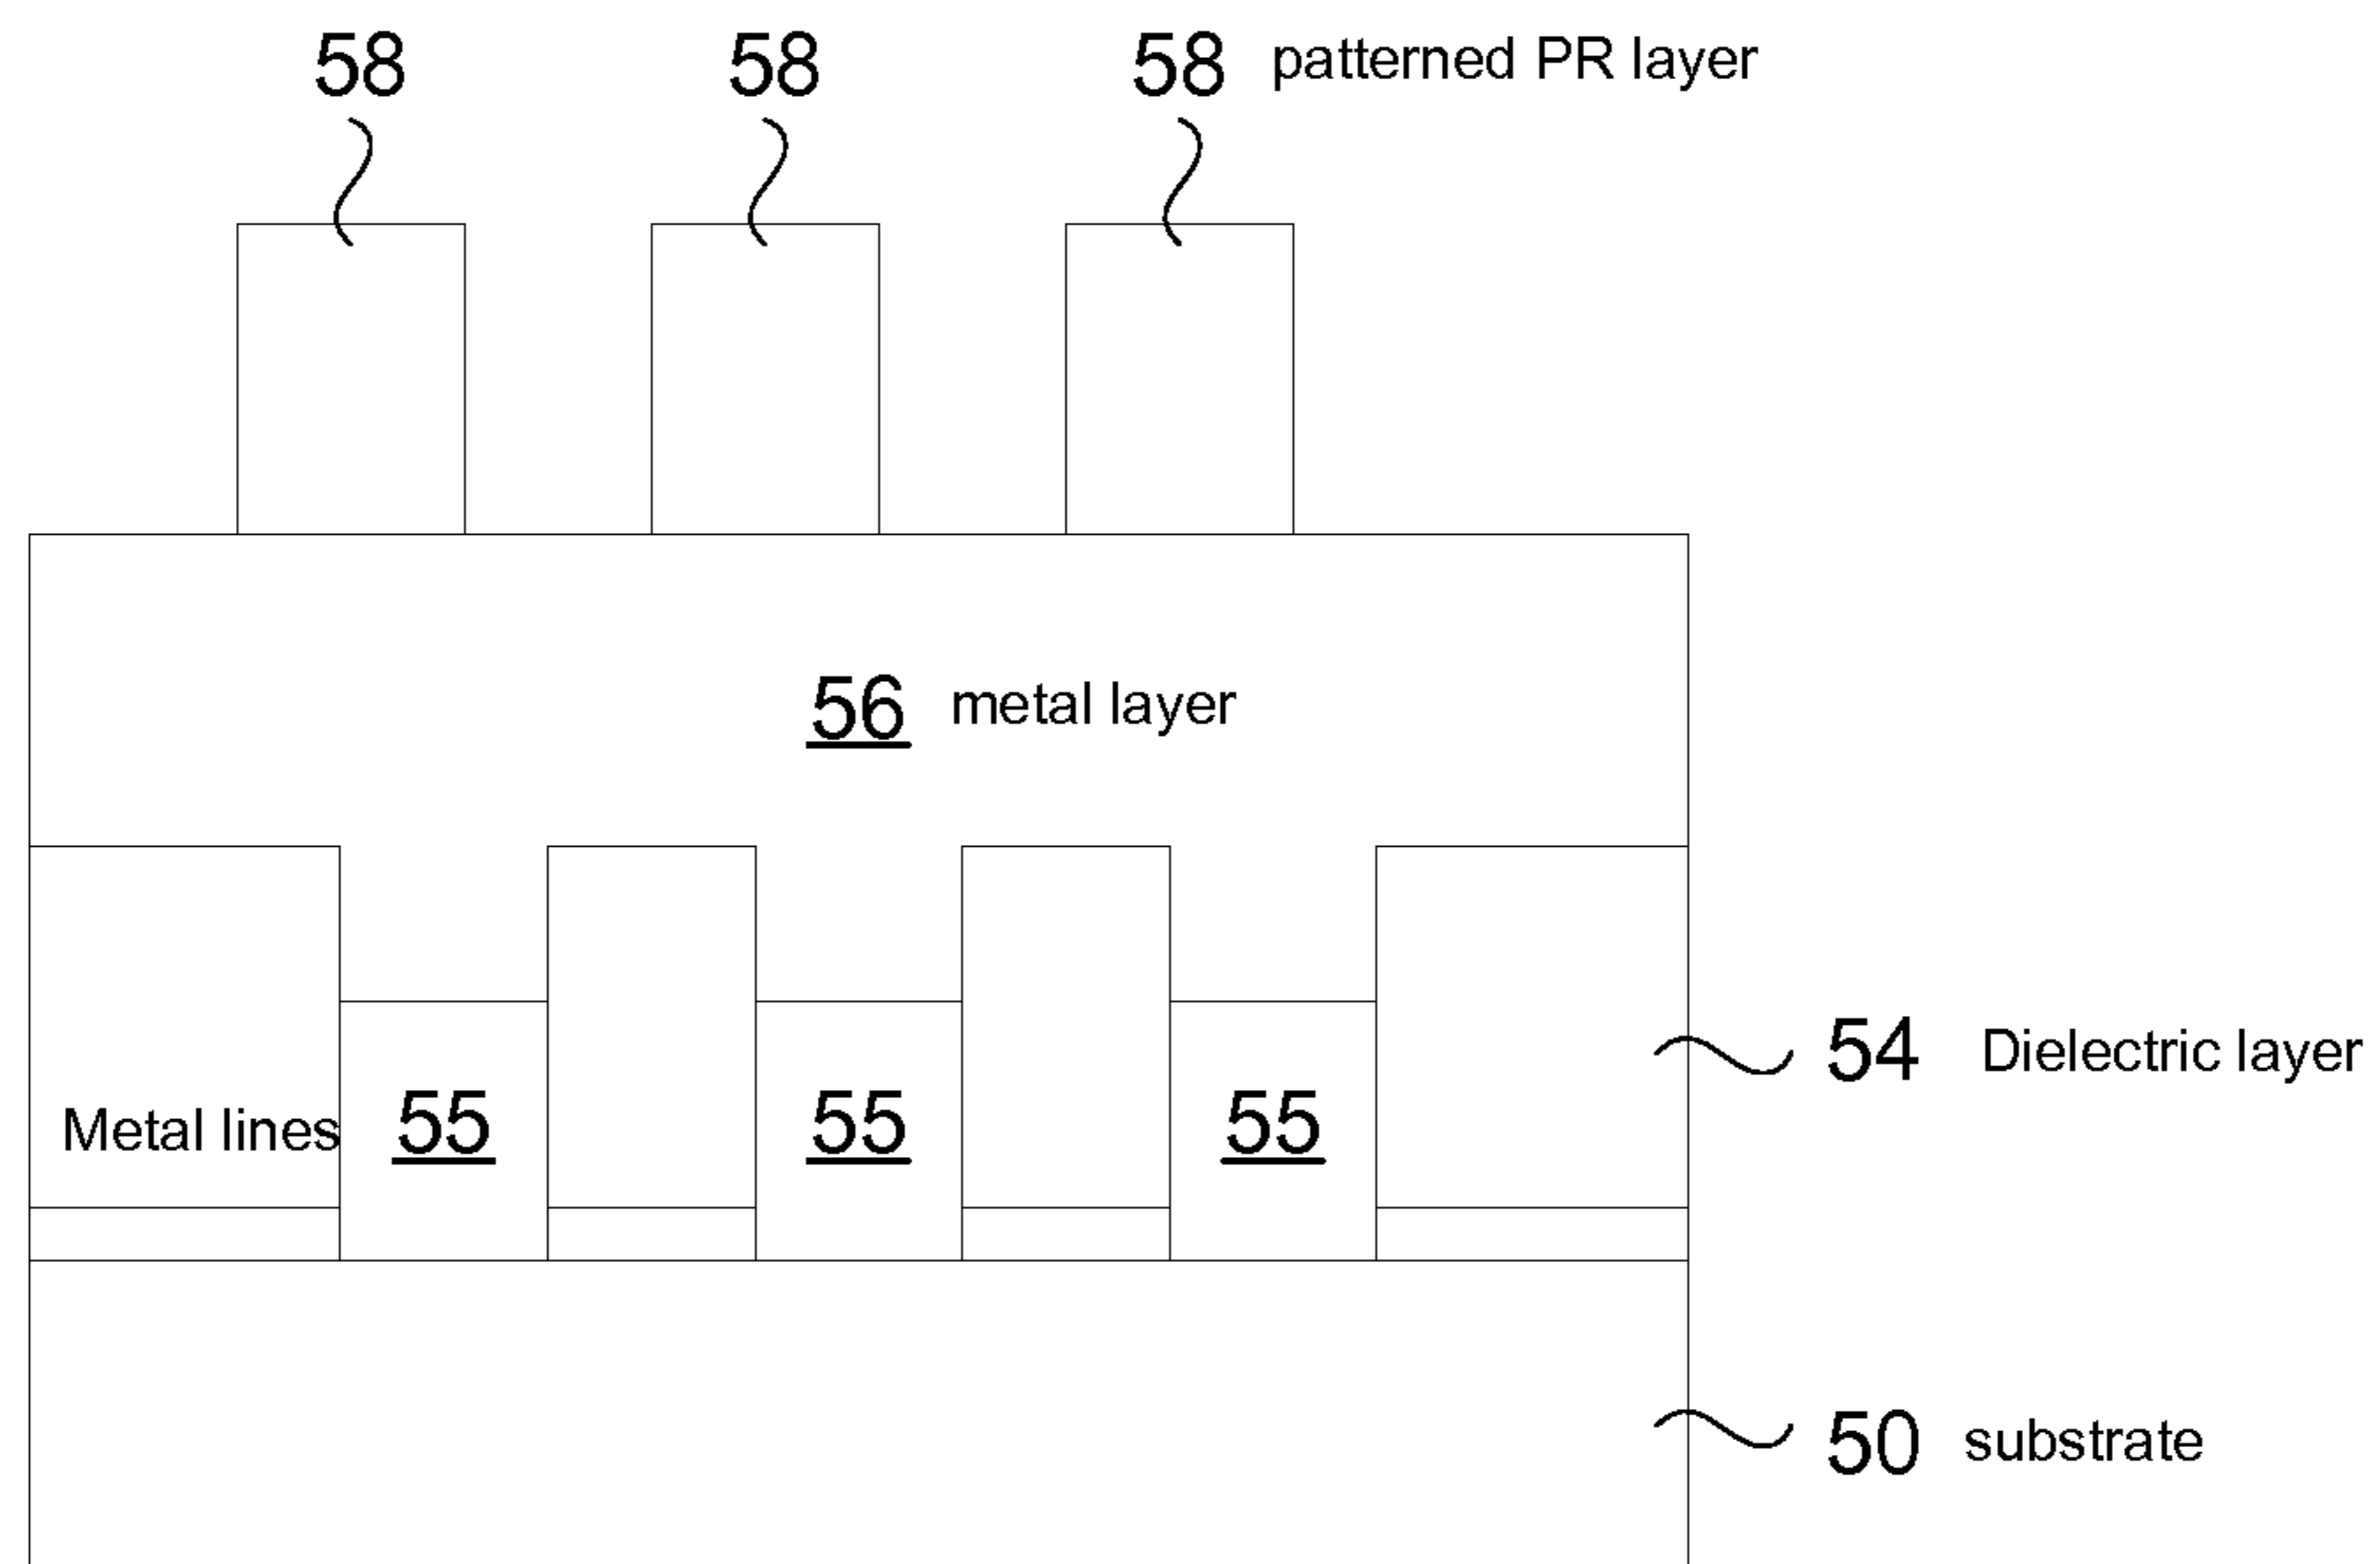 58 58 58 patterned PR layer
56 metal layer
54 Dielectric layer
Metal lines 55 55 55
50 substrate